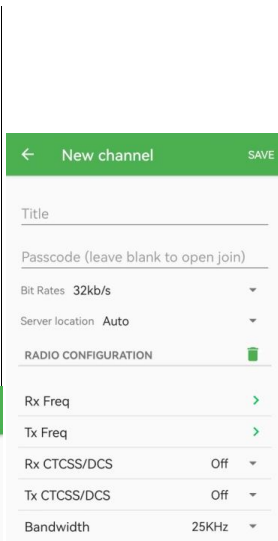 New channel SAVE
Title
Passcode (leave blank to open join)
Bit Rates 32kb/s
Server location Auto
RADIO CONFIGURATION
Rx Freq
Tx Freq
Rx CTCSS/DCS Off
Tx CTCSS/DCS Off
Bandwidth 25KHz